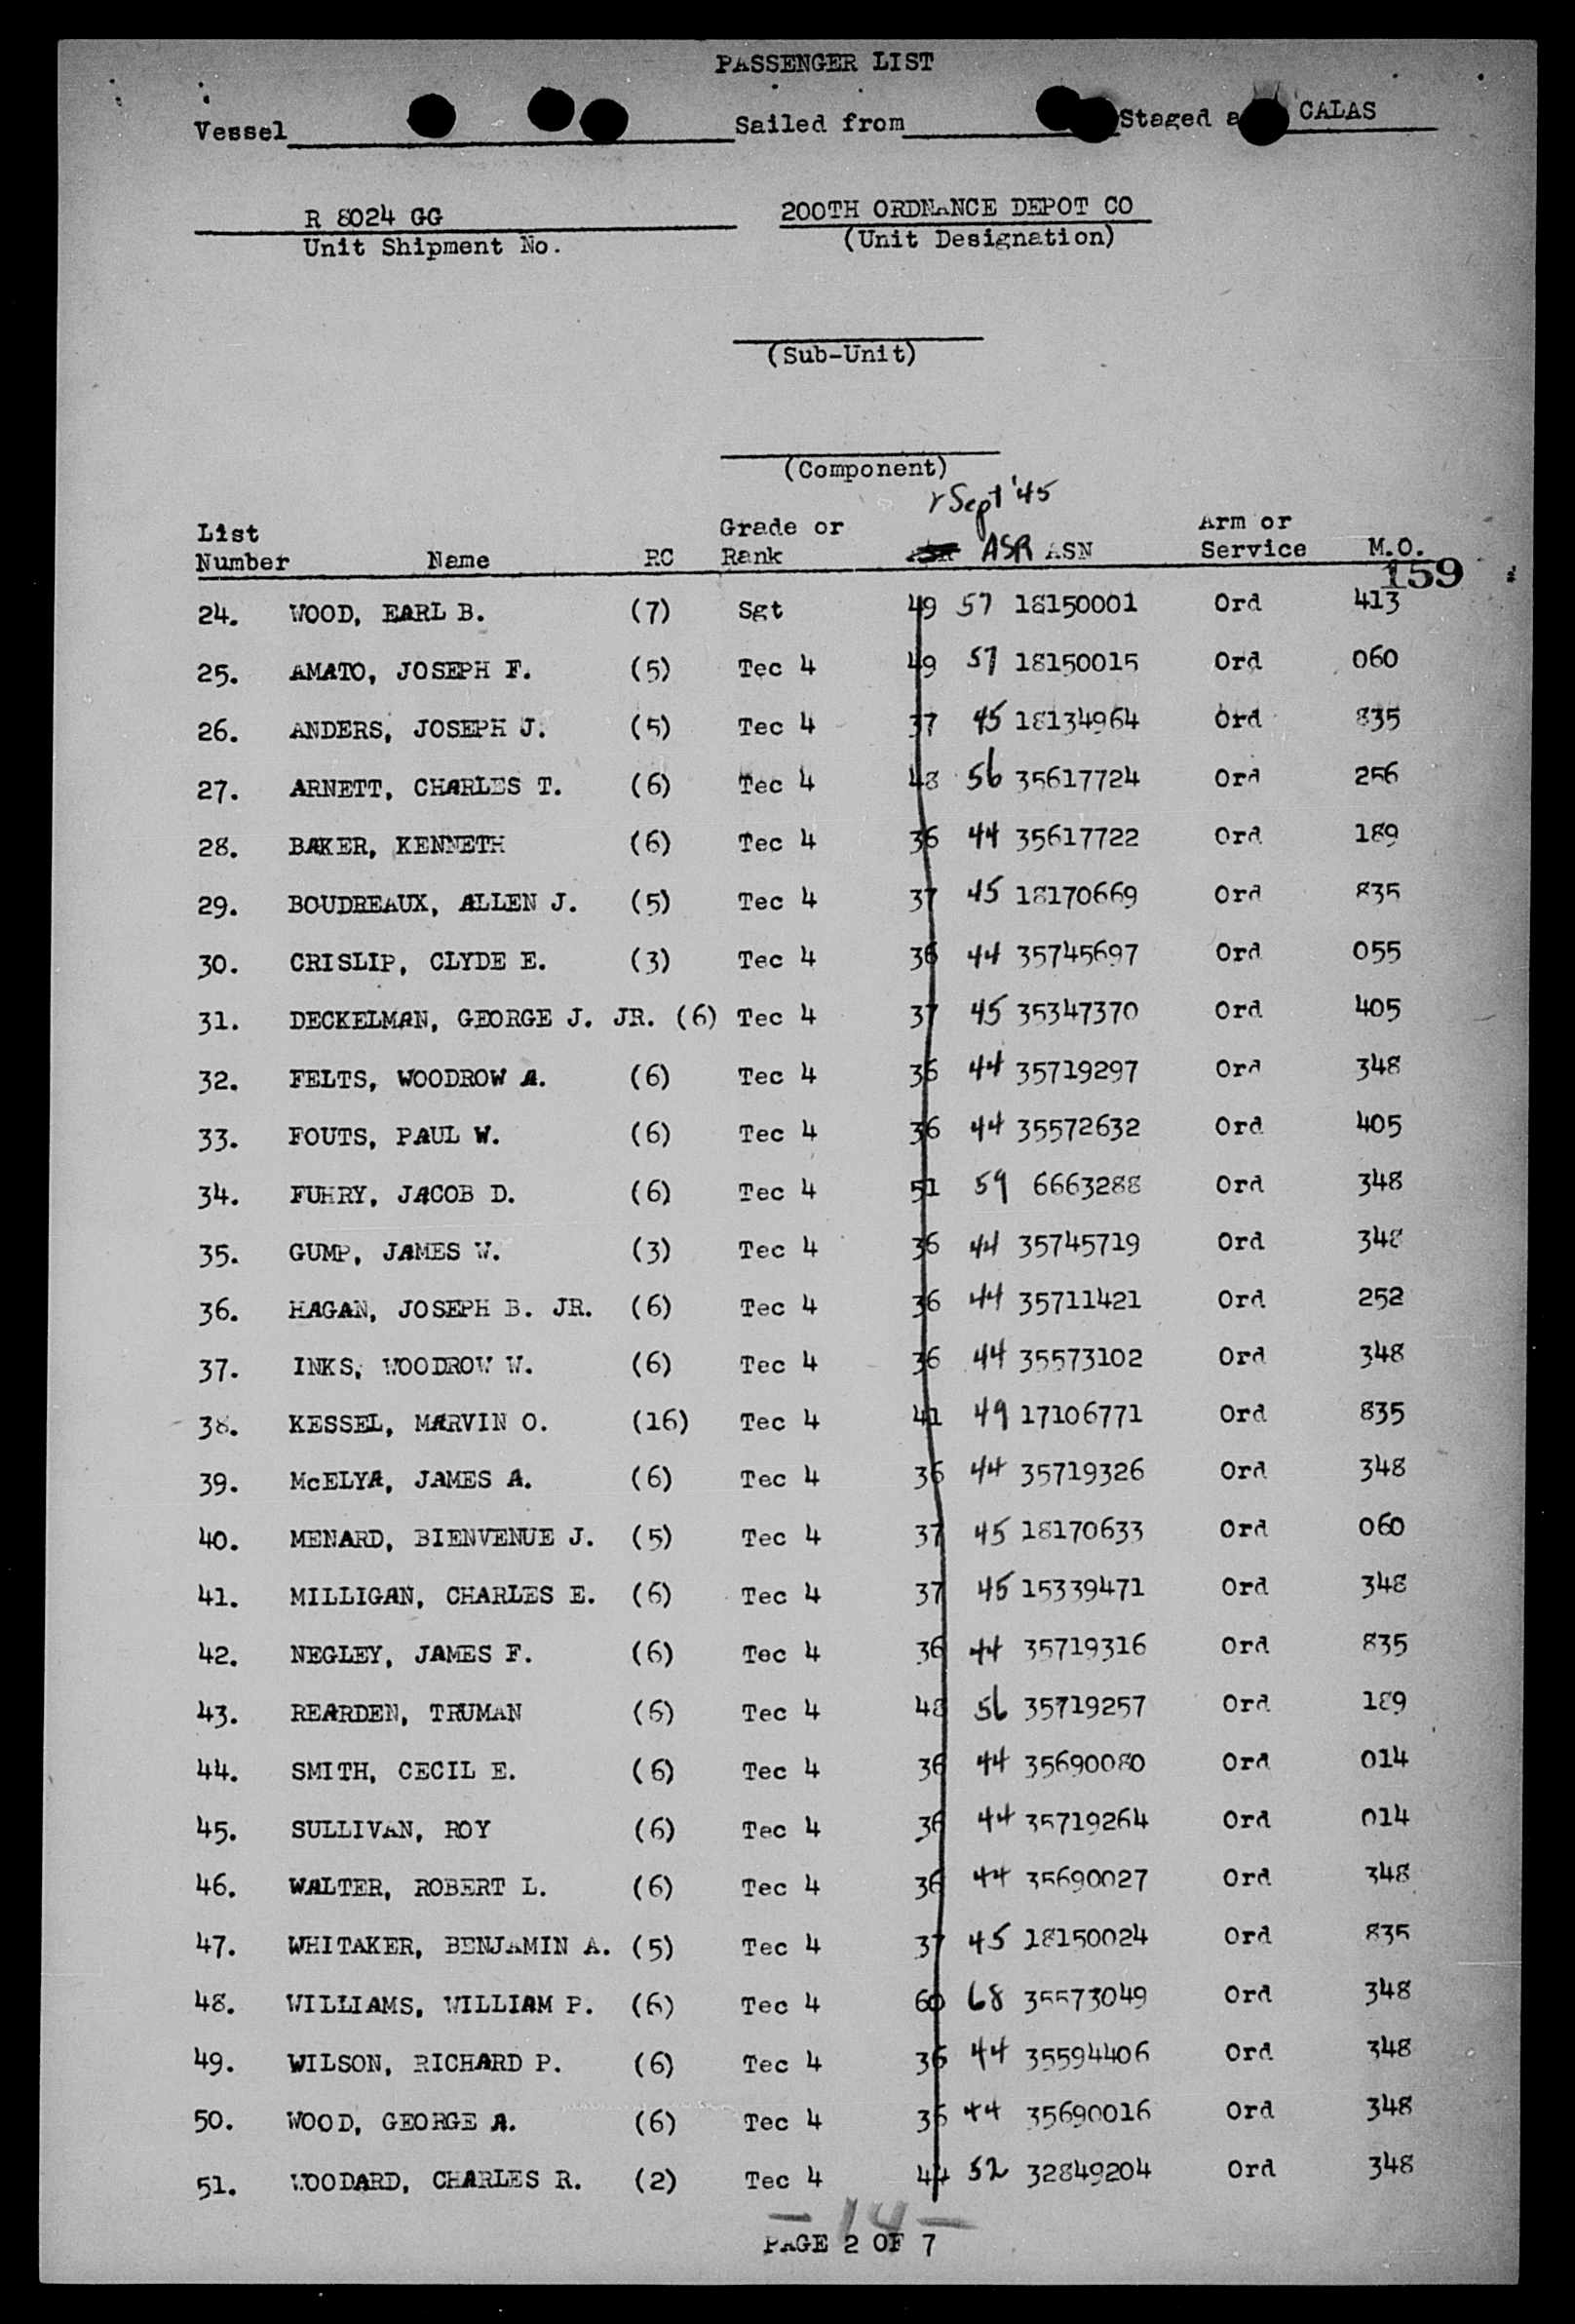 PASSENGER LIST
Vessel Sailed from Staged a CALAS
R 8024 GG 200TH ORDNANCE DEPOT CO
Unit Shipment No. (Unit Designation)
(Sub-Unit)
(Component)
r Sept '45
List Grade or Arm or
Number Name RC Rank ASR ASN Service M.O.
159
24. WOOD, EARL B. (7) Sgt 49 57 18150001 Ord 413
25. AMATO, JOSEPH F. (5) Tec 4 49 57 18150015 Ord 060
26. ANDERS, JOSEPH J. (5) Tec 4 37 45 18134964 Ord 835
27. ARNETT, CHARLES T. (6) Tec 4 48 56 35617724 Ord 256
28. BAKER, KENNETH (6) Tec 4 36 44 35617722 Ord 189
29. BOUDREAUX, ALLEN J. (5) Tec 4 37 45 18170669 Ord 835
30. CRISLIP, CLYDE E. (3) Tec 4 36 44 35745697 Ord 055
31. DECKELMAN, GEORGE J. JR. (6) Tec 4 37 45 35347370 Ord 405
32. FELTS, WOODROW A. (6) Tec 4 36 44 35719297 Ord 348
33. FOUTS, PAUL W. (6) Tec 4 36 44 35572632 Ord 405
34. FUHRY, JACOB D. (6) Tec 4 51 59 6663288 Ord 348
35. GUMP, JAMES W. (3) Tec 4 36 44 35745719 Ord 348
36. HAGAN, JOSEPH B. JR. (6) Tec 4 36 44 35711421 Ord 252
37. INKS, WOODROW W. (6) Tec 4 36 44 35573102 Ord 348
38. KESSEL, MARVIN O. (16) Tec 4 41 49 17106771 Ord 835
39. McELYA, JAMES A. (6) Tec 4 36 44 35719326 Ord 348
40. MENARD, BIENVENUE J. (5) Tec 4 37 45 18170633 Ord 060
41. MILLIGAN, CHARLES E. (6) Tec 4 37 45 15339471 Ord 348
42. NEGLEY, JAMES F. (6) Tec 4 36 44 35719316 Ord 835
43. REARDEN, TRUMAN (6) Tec 4 48 56 35719257 Ord 189
44. SMITH, CECIL E. (6) Tec 4 36 44 35690080 Ord 014
45. SULLIVAN, ROY (6) Tec 4 36 44 35719264 Ord 014
46. WALTER, ROBERT L. (6) Tec 4 36 44 35690027 Ord 348
47. WHITAKER, BENJAMIN A. (5) Tec 4 37 45 18150024 Ord 835
48. WILLIAMS, WILLIAM P. (6) Tec 4 60 68 35573049 Ord 348
49. WILSON, RICHARD P. (6) Tec 4 36 44 35594406 Ord 348
50. WOOD, GEORGE A. (6) Tec 4 36 44 35690016 Ord 348
51. WOODARD, CHARLES R. (2) Tec 4 44 52 32849204 Ord 348
- 14 -
PAGE 2 OF 7